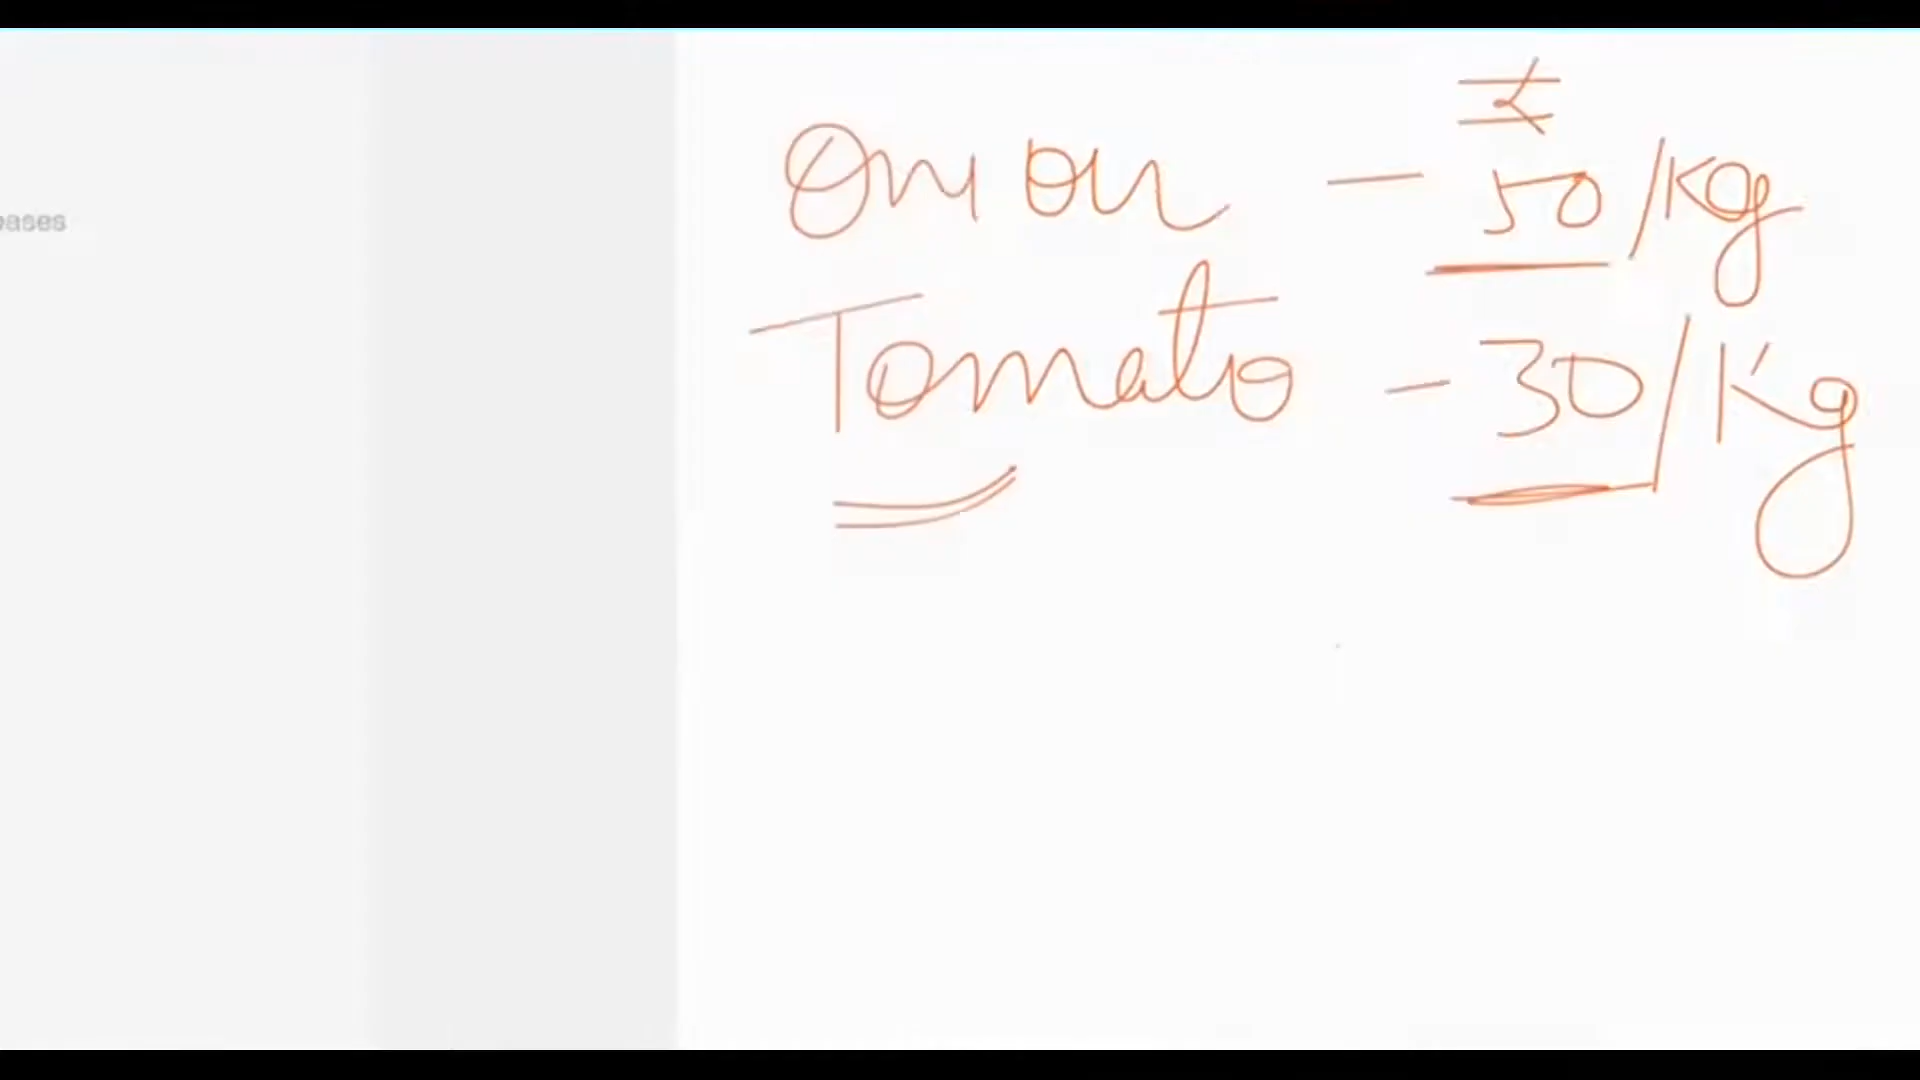 ₹
Onion - 50/Kg
Tomato - 30/Kg